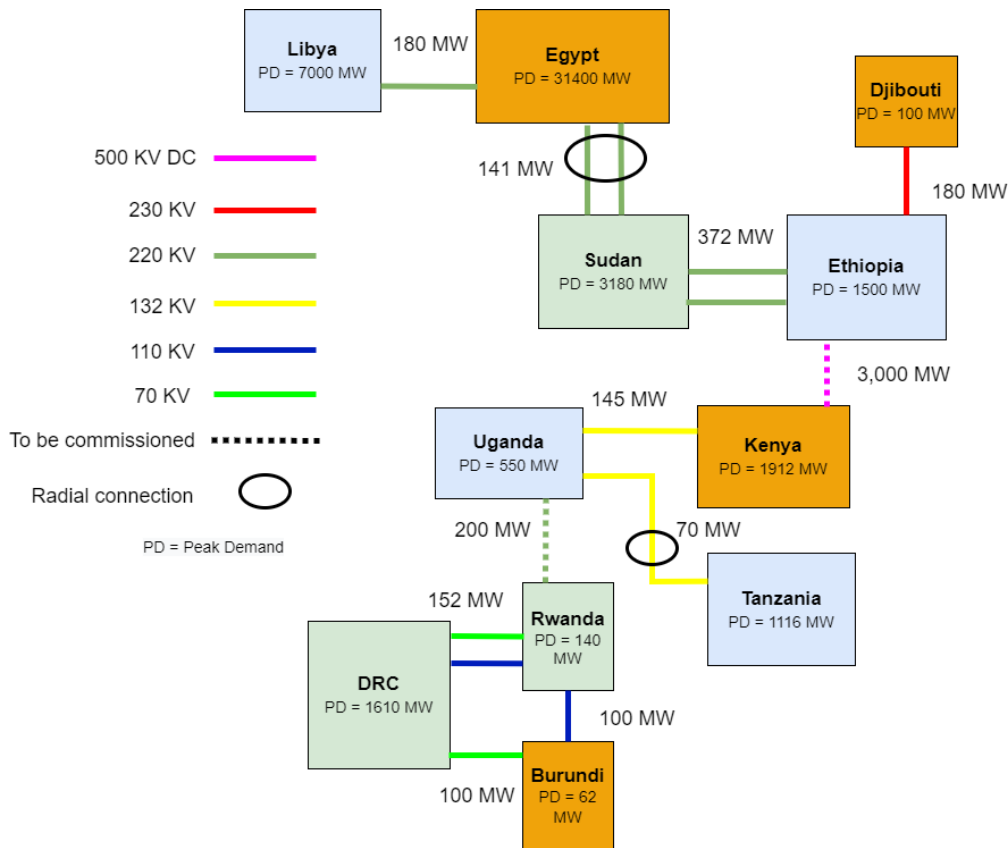 Libya
PD = 7000 MW
180 MW
Egypt
PD = 31400 MW
Djibouti
PD = 100 MW
500 KV DC
230 KV
220 KV
132 KV
110 KV
70 KV
To be commissioned
Radial connection
PD = Peak Demand
141 MW
180 MW
Sudan
PD = 3180 MW
372 MW
Ethiopia
PD = 1500 MW
3,000 MW
145 MW
Uganda
PD = 550 MW
Kenya
PD = 1912 MW
200 MW
70 MW
Tanzania
PD = 1116 MW
152 MW
Rwanda
PD = 140
MW
DRC
PD = 1610 MW
100 MW
100 MW
Burundi
PD = 62
MW